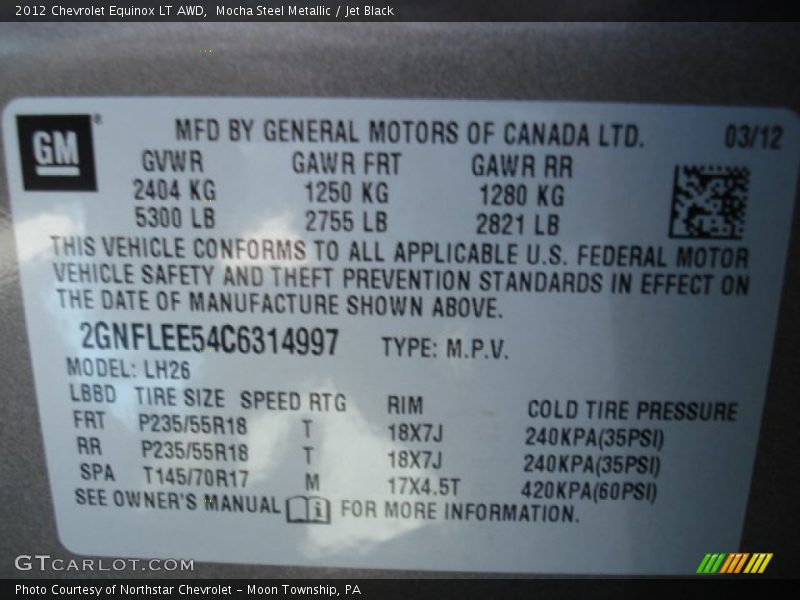 2012 Chevrolet Equinox LT AWD,  Mocha Steel Metallic / Jet Black
GM®
MFD BY GENERAL MOTORS OF CANADA LTD. 03/12
GVWR GAWR FRT GAWR RR
2404 KG 1250 KG 1280 KG
5300 LB 2755 LB 2821 LB
THIS VEHICLE CONFORMS TO ALL APPLICABLE U.S. FEDERAL MOTOR
VEHICLE SAFETY AND THEFT PREVENTION STANDARDS IN EFFECT ON
THE DATE OF MANUFACTURE SHOWN ABOVE.
2GNFLEE54C6314997 TYPE: M.P.V.
MODEL: LH26
LBBD TIRE SIZE SPEED RTG RIM COLD TIRE PRESSURE
FRT P235/55R18 T 18X7J 240KPA(35PSI)
RR P235/55R18 T 18X7J 240KPA(35PSI)
SPA T145/70R17 M 17X4.5T 420KPA(60PSI)
SEE OWNER'S MANUAL i FOR MORE INFORMATION.
GTCARLOT.COM
Photo Courtesy of Northstar Chevrolet – Moon Township, PA